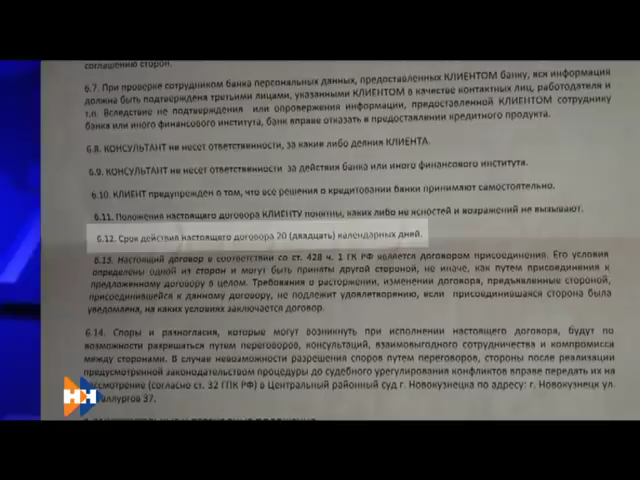 соглашению сторон.
6.7. При проверке сотрудником банка персональных данных, предоставленных КЛИЕНТОМ банку, вся информация
должна быть подтверждена третьими лицами, указанными КЛИЕНТОМ в качестве контактных лиц, работодателя и
т.п. Вследствие не подтверждения или опровержения информации, предоставленной КЛИЕНТОМ сотруднику
банка или иного финансового института, банк вправе отказать в предоставлении кредитного продукта.
6.8. КОНСУЛЬТАНТ не несет ответственности, за какие либо деяния КЛИЕНТА.
6.9. КОНСУЛЬТАНТ не несет ответственности за действия банка или иного финансового института.
6.10. КЛИЕНТ предупрежден о том, что все решения о кредитовании банки принимают самостоятельно.
6.11. Положения настоящего договора КЛИЕНТУ понятны, каких либо не ясностей и возражений не вызывают.
6.12. Срок действия настоящего договора 20 (двадцать) календарных дней.
6.13. Настоящий договор в соответствии со ст. 428 ч. 1 ГК РФ является договором присоединения. Его условия
определены одной из сторон и могут быть приняты другой стороной, не иначе, как путем присоединения к
предложенному договору в целом. Требования о расторжении, изменении договора, предъявленные стороной,
присоединившейся к данному договору, не подлежит удовлетворению, если присоединившаяся сторона была
уведомлена, на каких условиях заключается договор.
6.14. Споры и разногласия, которые могут возникнуть при исполнении настоящего договора, будут по
возможности разрешаться путем переговоров, консультаций, взаимовыгодного сотрудничества и компромисса
между сторонами. В случае невозможности разрешения споров путем переговоров, стороны после реализации
предусмотренной законодательством процедуры до судебного урегулирования конфликтов вправе передать их на
рассмотрение (согласно ст. 32 ГПК РФ) в Центральный районный суд г. Новокузнецка по адресу: г. Новокузнецк ул.
аллургов 37.
НН